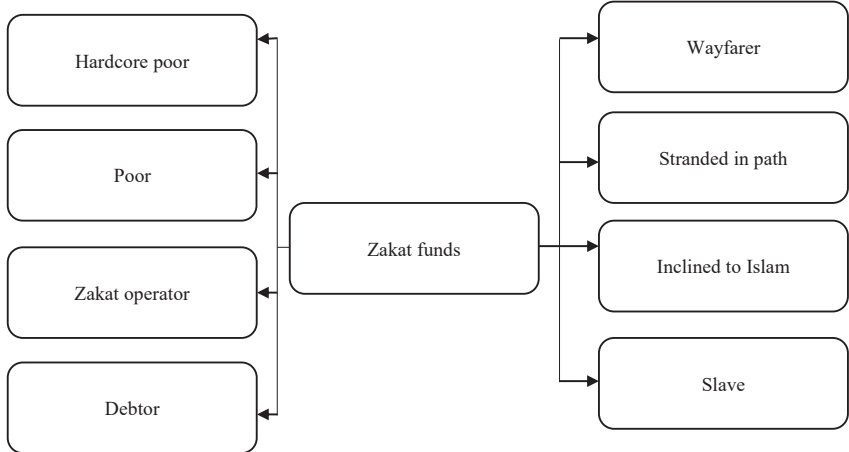 Hardcore poor
Poor
Zakat operator
Debtor
Zakat funds
Wayfarer
Stranded in path
Inclined to Islam
Slave